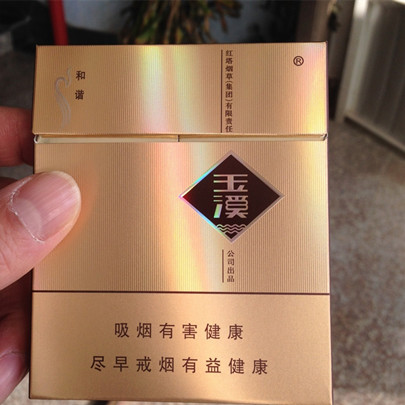 和谐
红塔烟草(集团)有限责任
®
玉溪
公司出品
吸烟有害健康
尽早戒烟有益健康